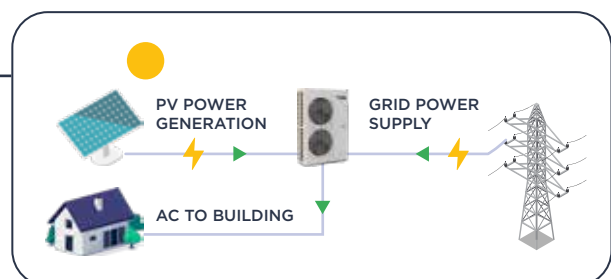 PV POWER
GENERATION
GRID POWER
SUPPLY
AC TO BUILDING